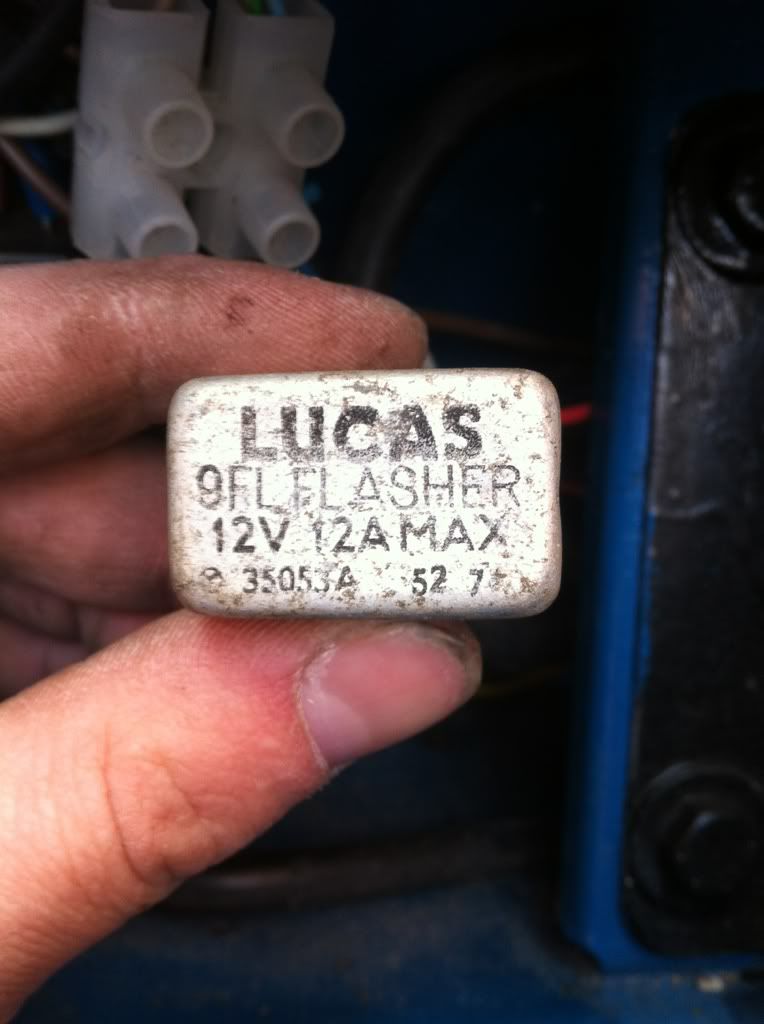 LUCAS
9FL FLASHER
12V 12A MAX
35053A 52 7